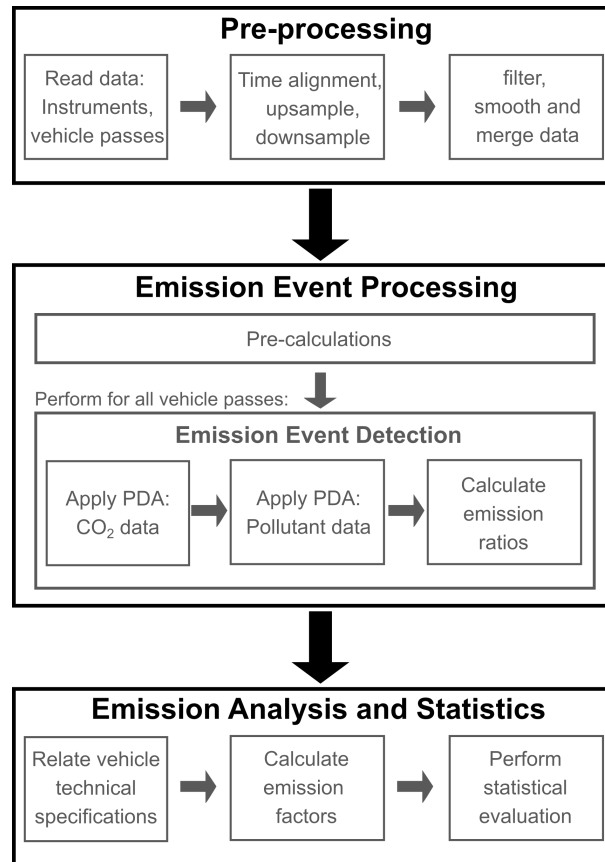 Pre-processing
Read data:
Instruments,
vehicle passes
Time alignment,
upsample,
downsample
filter,
smooth and
merge data
Emission Event Processing
Pre-calculations
Perform for all vehicle passes:
Emission Event Detection
Apply PDA:
CO₂ data
Apply PDA:
Pollutant data
Calculate
emission
ratios
Emission Analysis and Statistics
Relate vehicle
technical
specifications
Calculate
emission
factors
Perform
statistical
evaluation